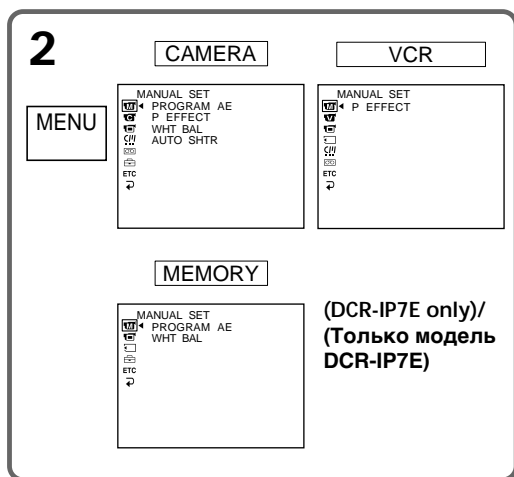 2
CAMERA
VCR
MENU
MANUAL SET
PROGRAM AE
P EFFECT
WHT BAL
AUTO SHTR
ETC
MANUAL SET
P EFFECT
ETC
MEMORY
MANUAL SET
PROGRAM AE
WHT BAL
ETC
(DCR-IP7E only)/
(Только модель
DCR-IP7E)